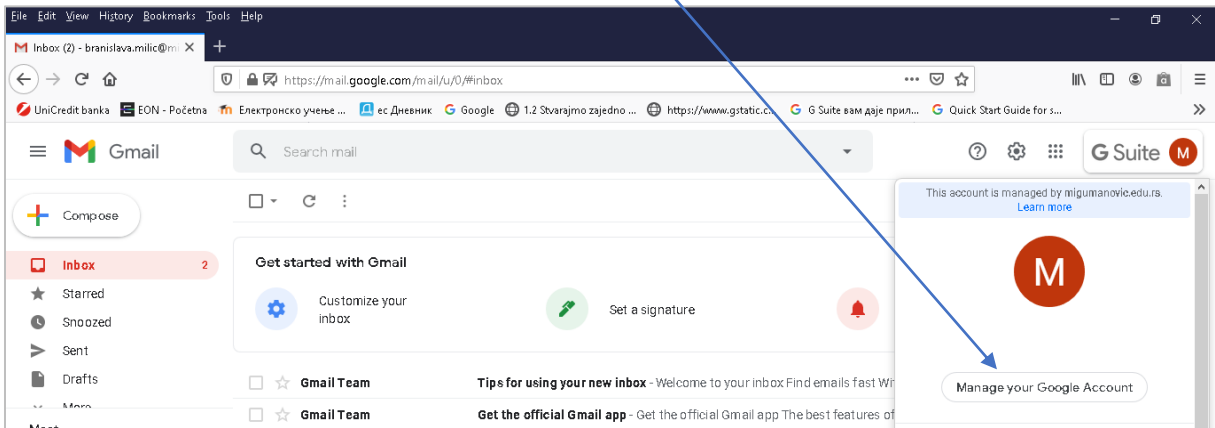 File Edit View History Bookmarks Tools Help
Inbox (2) - branislava.milic@mi
https://mail.google.com/mail/u/0/#inbox
UniCredit banka EON - Početna Електронско учење ... ес Дневник Google 1.2 Stvarajmo zajedno ... https://www.gstatic.c... G Suite вам даје прил... Quick Start Guide for s...
Gmail
Search mail
G Suite M
This account is managed by migumanovic.edu.rs.
Learn more
M
Manage your Google Account
Compose
Inbox 2
Starred
Snoozed
Sent
Drafts
More
Get started with Gmail
Customize your
inbox
Set a signature
Gmail Team Tips for using your new inbox - Welcome to your inbox Find emails fast Wi
Gmail Team Get the official Gmail app - Get the official Gmail app The best features of